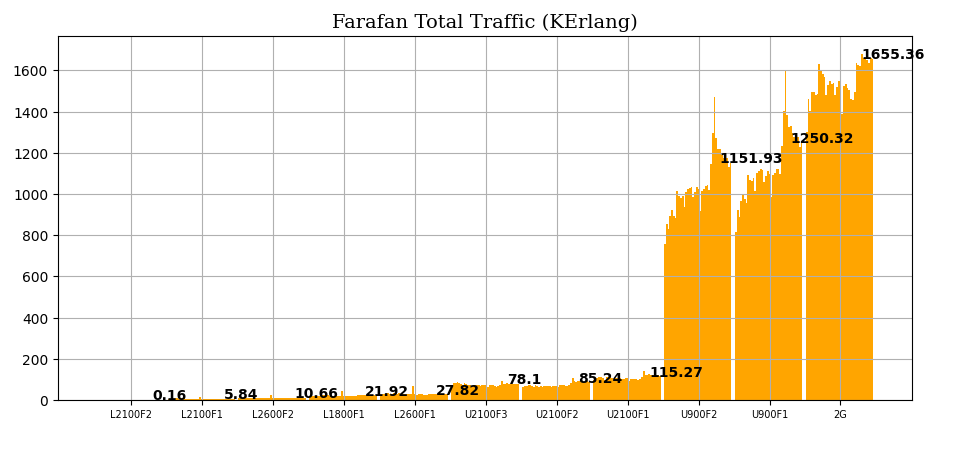 Farafan Total Traffic (KErlang)
1600
1400
1200
1000
800
600
400
200
0
0.16
5.84
10.66
21.92
27.82
78.1
85.24
115.27
1151.93
1250.32
1655.36
L2100F2
L2100F1
L2600F2
L1800F1
L2600F1
U2100F3
U2100F2
U2100F1
U900F2
U900F1
2G